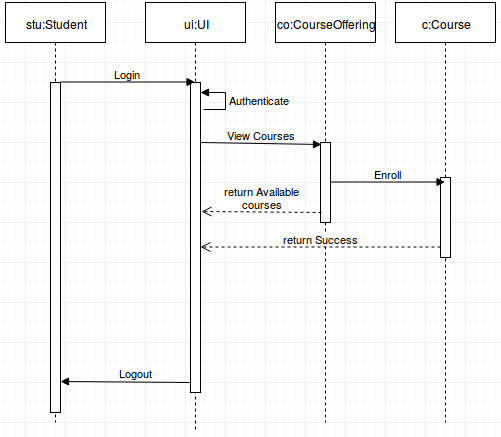 stu:Student
ui:UI
co:CourseOffering
c:Course
Login
Authenticate
View Courses
Enroll
return Available
courses
return Success
Logout